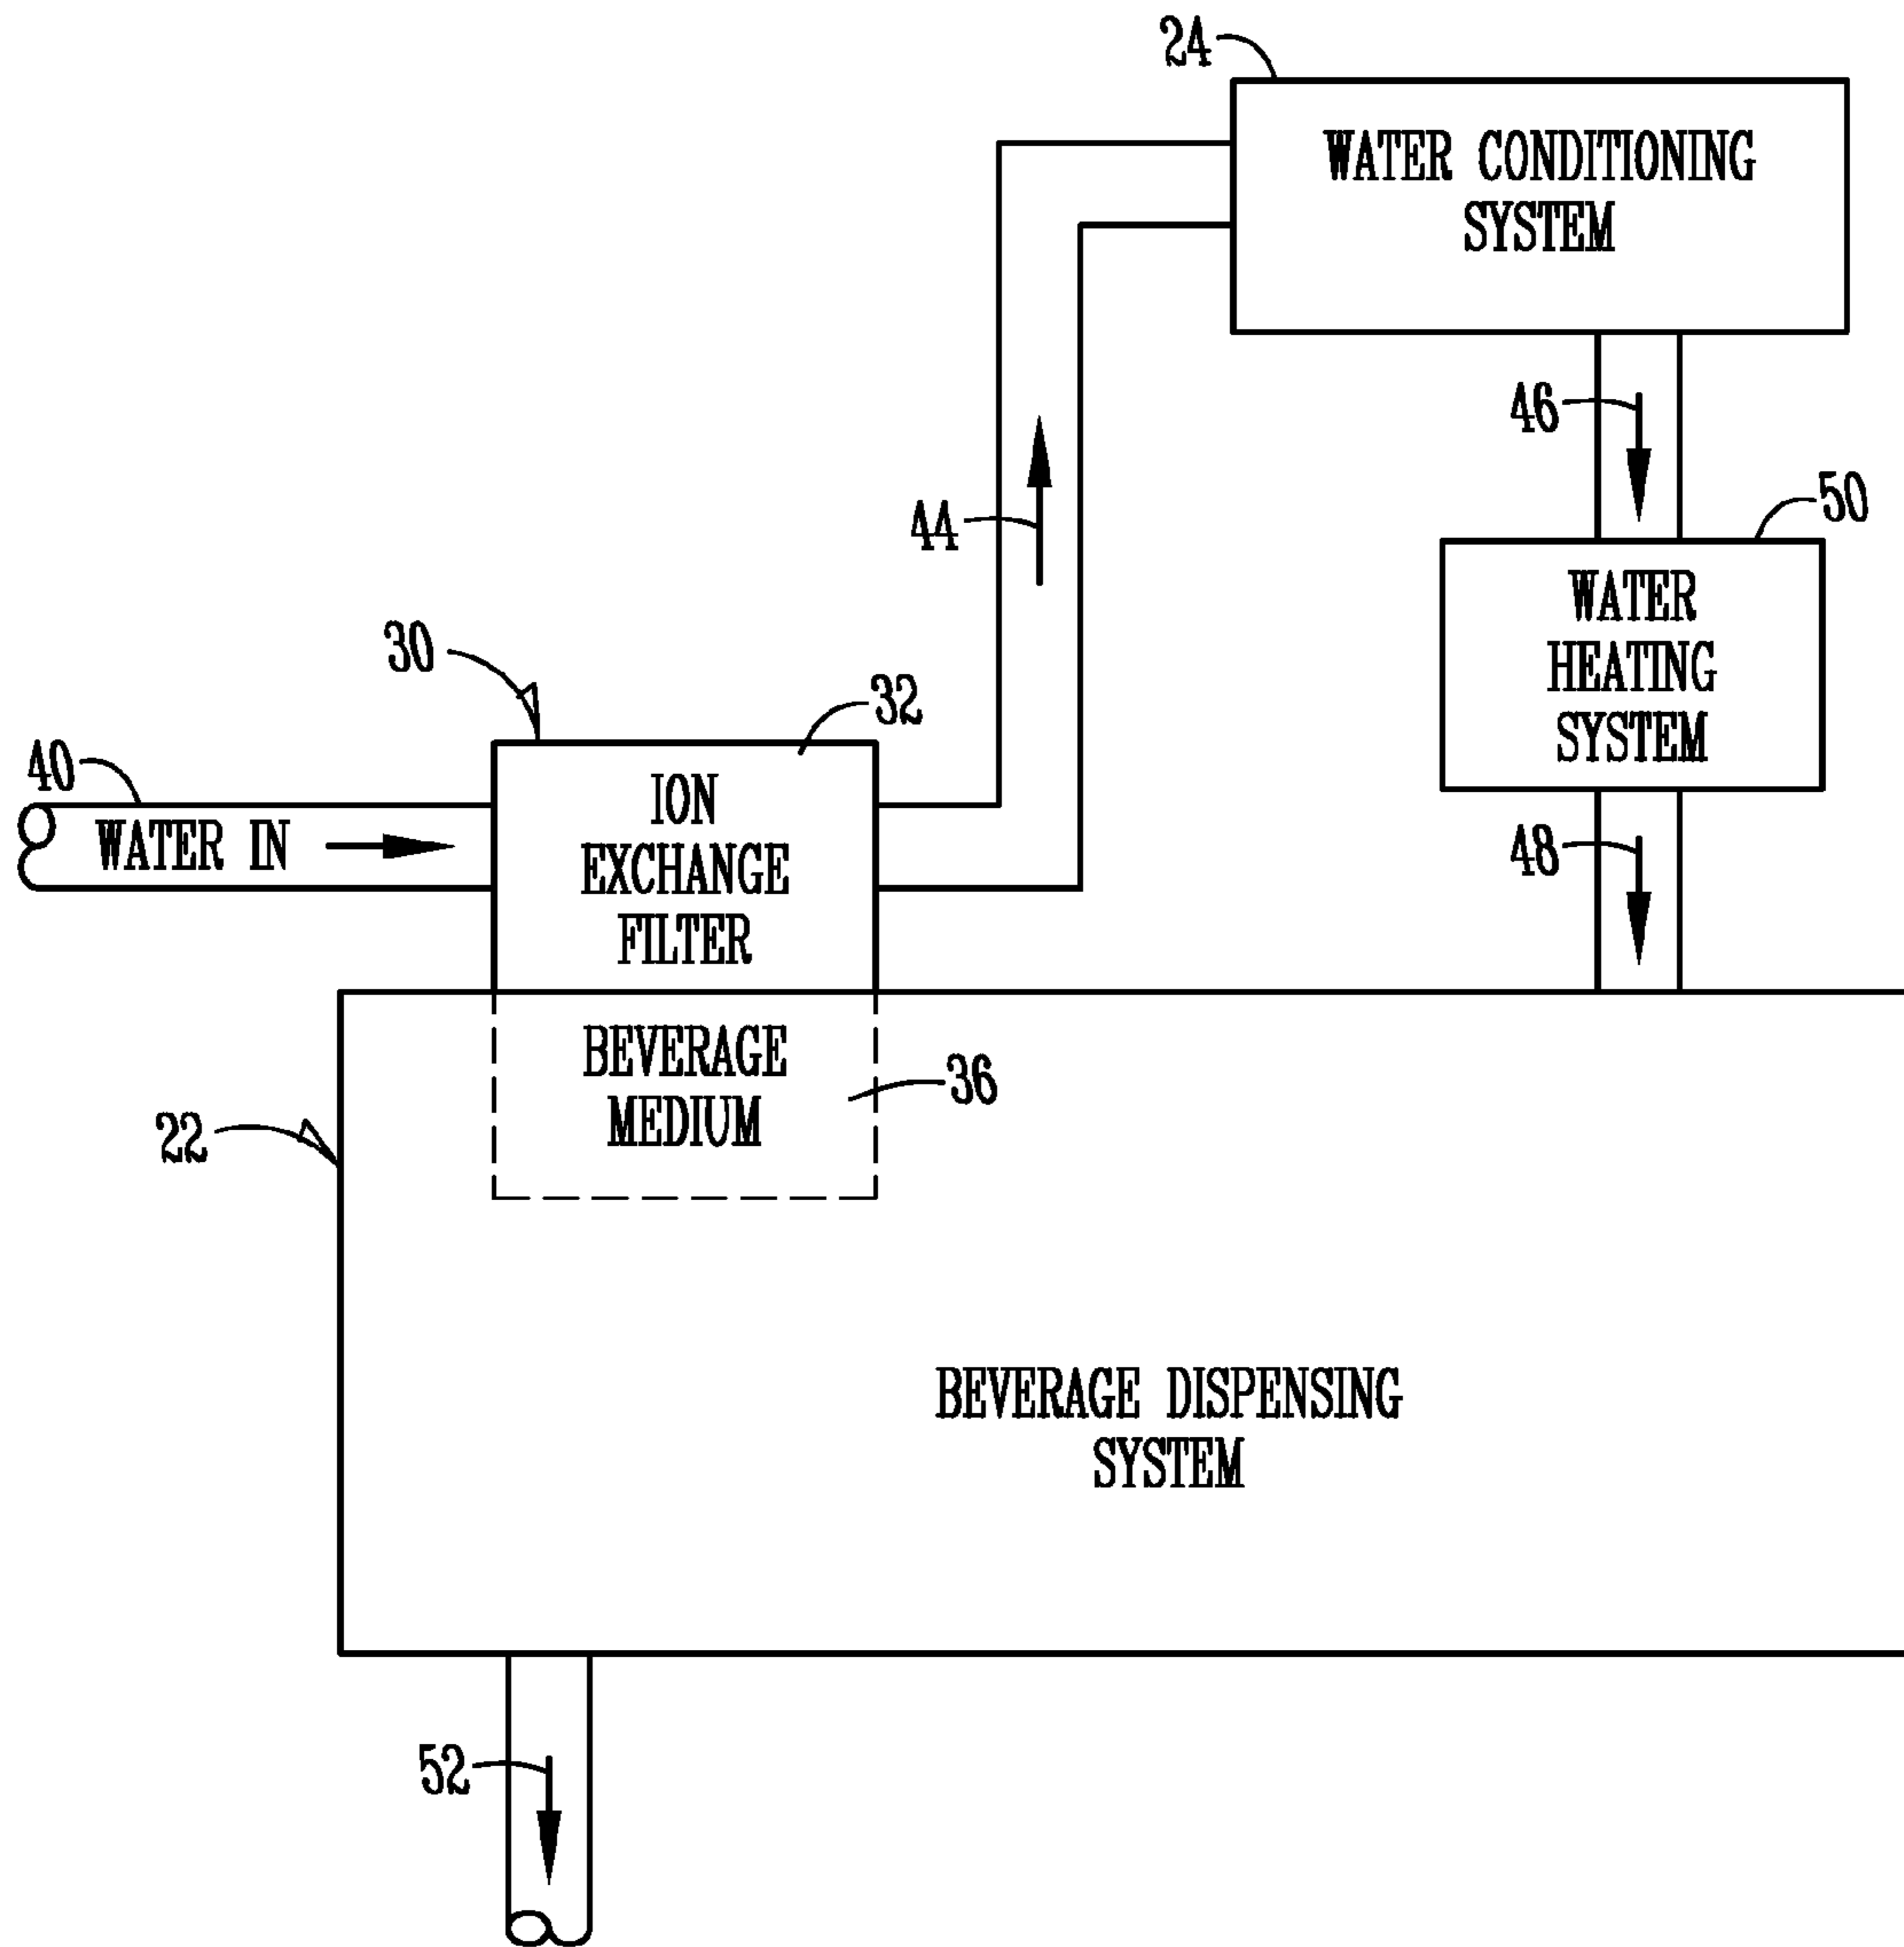 24
WATER CONDITIONING
SYSTEM
46
50
44
WATER
HEATING
SYSTEM
30
32
40
WATER IN
ION
EXCHANGE
FILTER
48
BEVERAGE
MEDIUM
36
22
BEVERAGE DISPENSING
SYSTEM
52